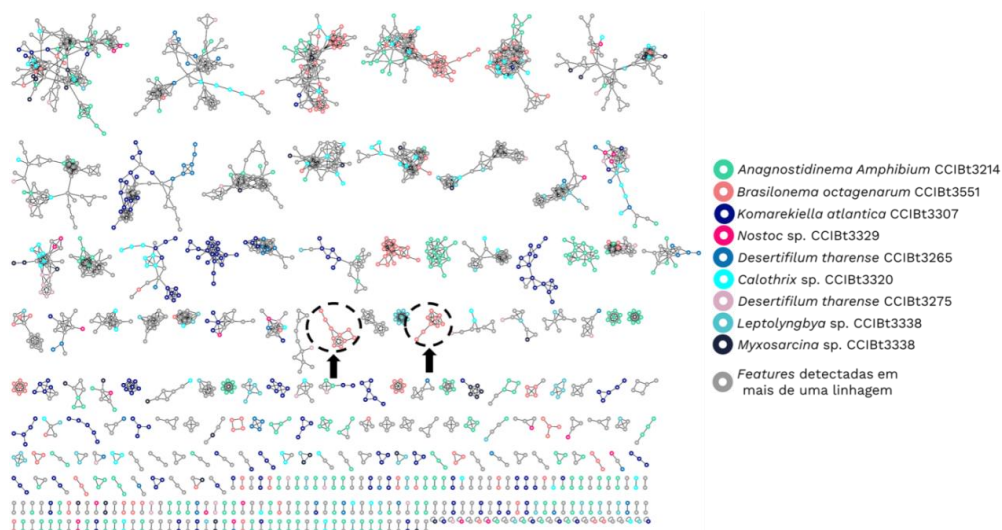 Anagnostidinema Amphibium CCIBt3214
Brasilonema octagenarum CCIBt3551
Komarekiella atlantica CCIBt3307
Nostoc sp. CCIBt3329
Desertifilum tharense CCIBt3265
Calothrix sp. CCIBt3320
Desertifilum tharense CCIBt3275
Leptolyngbya sp. CCIBt3338
Myxosarcina sp. CCIBt3338
Features detectadas em
mais de uma linhagem